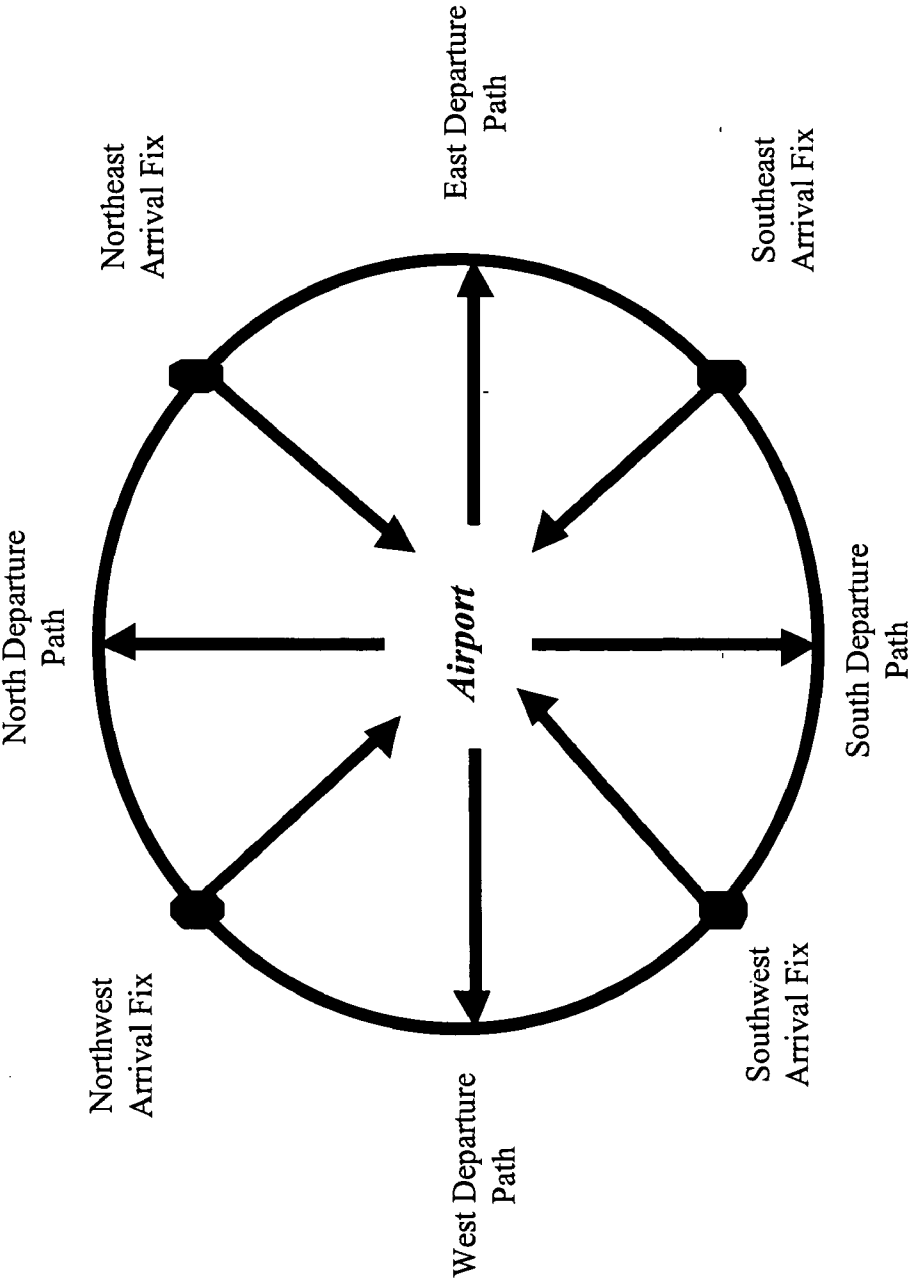 North Departure
Path
Northwest
Arrival Fix
Northeast
Arrival Fix
West Departure
Path
Airport
East Departure
Path
Southwest
Arrival Fix
Southeast
Arrival Fix
South Departure
Path